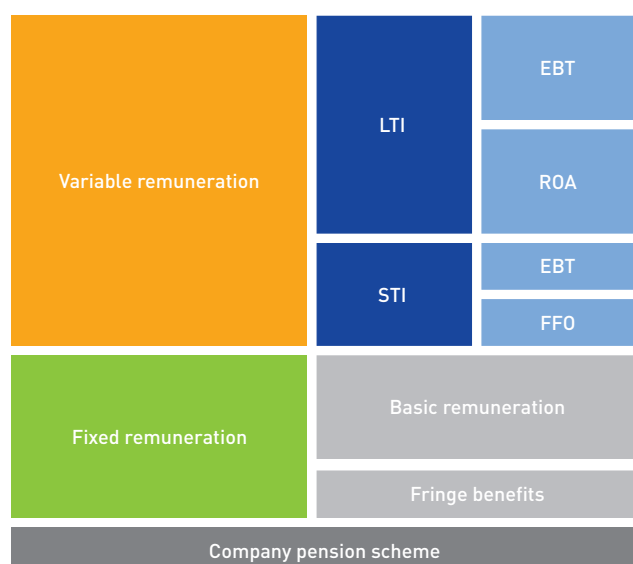 Variable remuneration
LTI
EBT
ROA
STI
EBT
FFO
Fixed remuneration
Basic remuneration
Fringe benefits
Company pension scheme